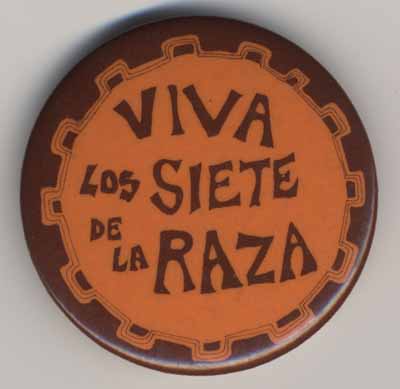 VIVA
LOS SIETE
DE LA RAZA